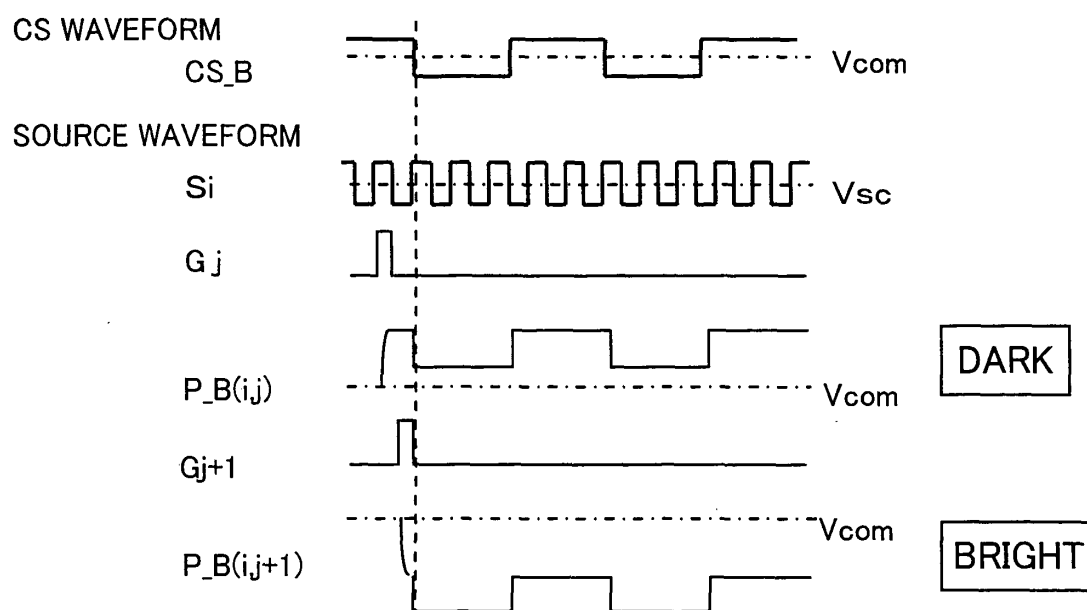 CS WAVEFORM
CS_B
Vcom
SOURCE WAVEFORM
Si
Vsc
G j
P_B(i,j)
Vcom
DARK
Gj+1
Vcom
P_B(i,j+1)
BRIGHT